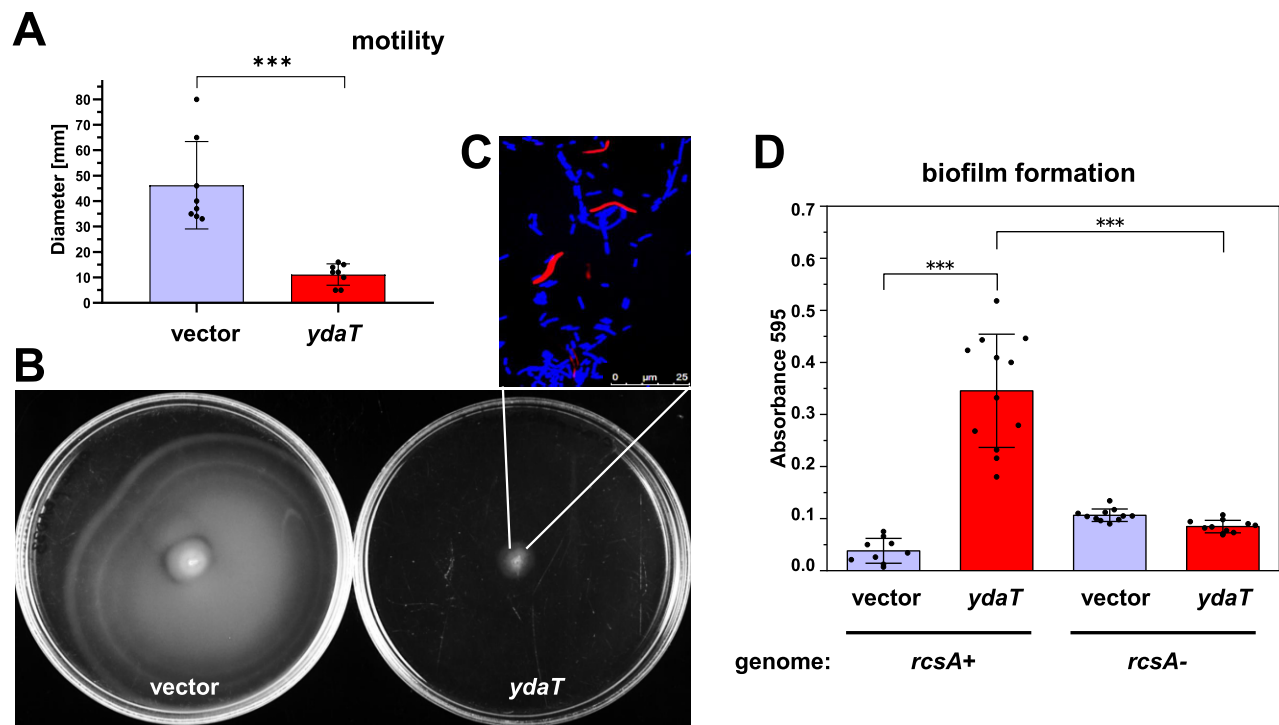 A
motility
***
Diameter [mm]
80
70
60
50
40
30
20
10
0
vector ydaT
B
vector
ydaT
C
0 µm 25
D
biofilm formation
***
***
Absorbance 595
0.7
0.6
0.5
0.4
0.3
0.2
0.1
0.0
vector ydaT vector ydaT
genome: rcsA+ rcsA-